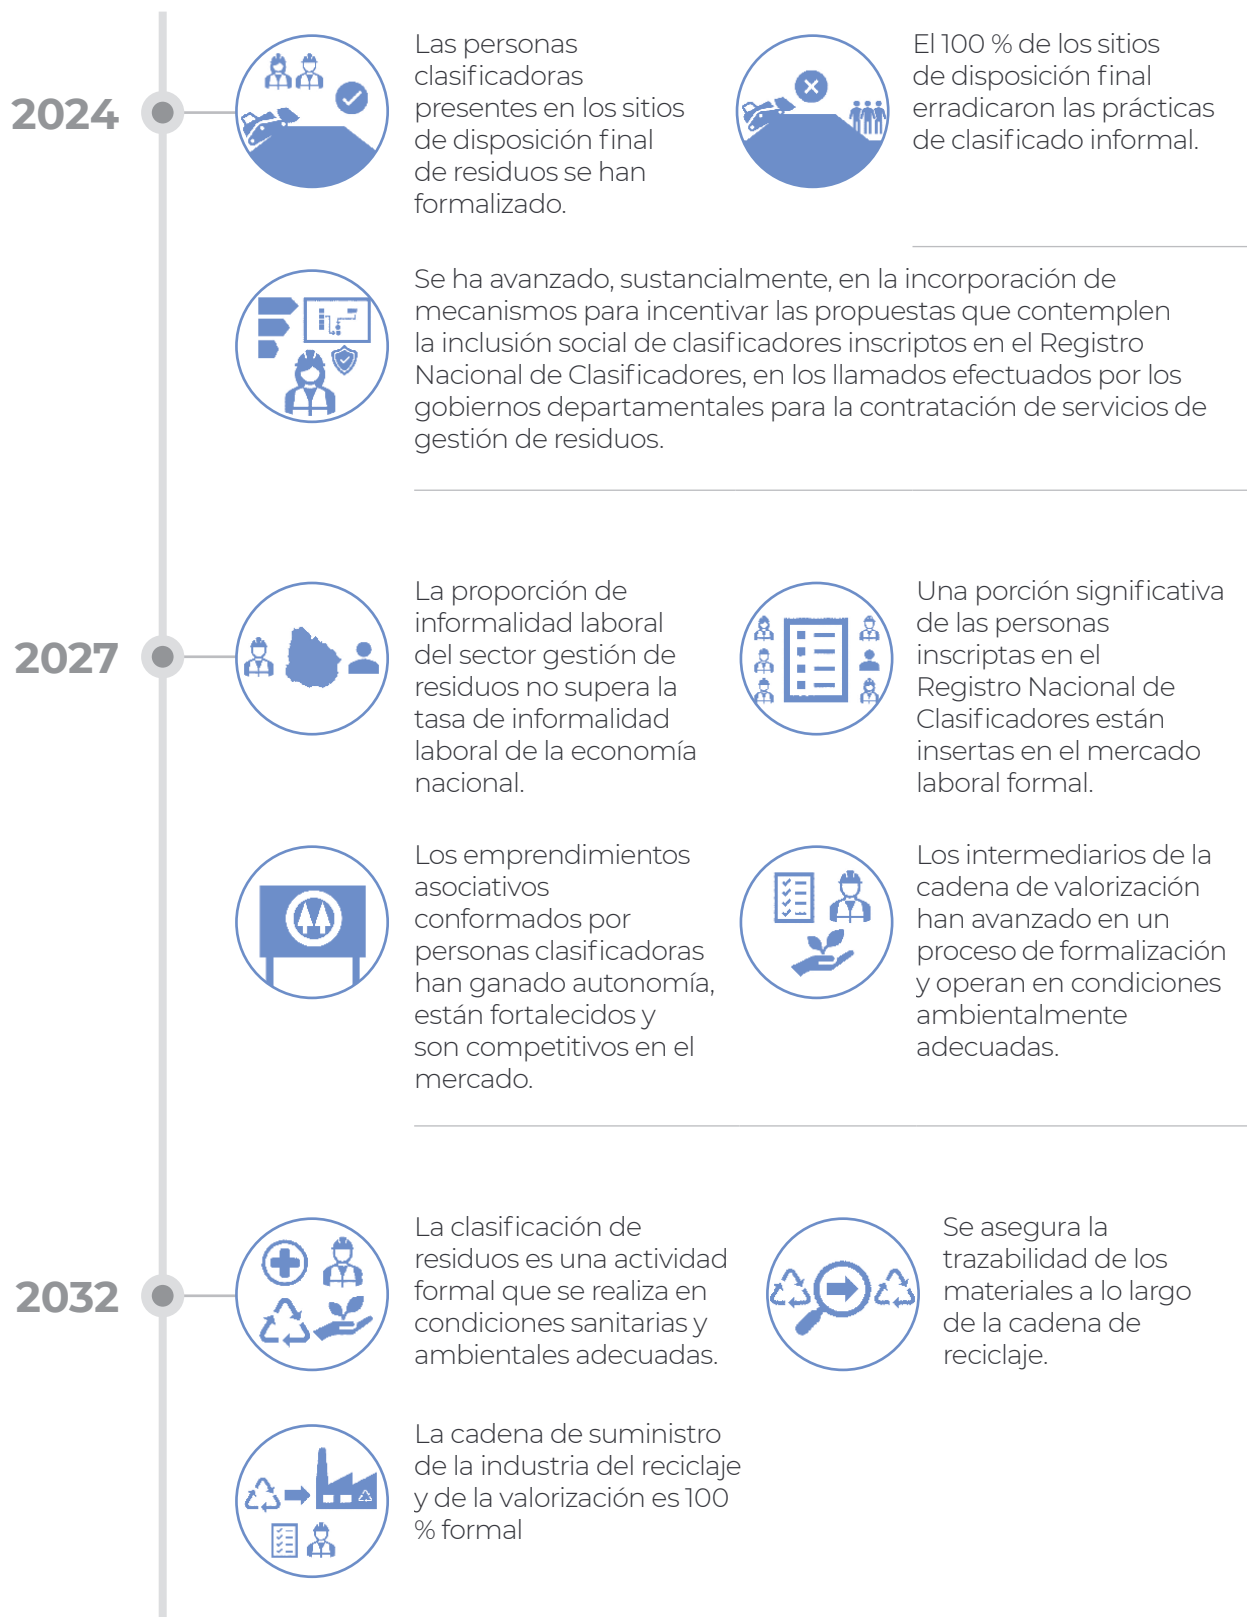 2024
Las personas
clasificadoras
presentes en los sitios
de disposición final
de residuos se han
formalizado.
El 100 % de los sitios
de disposición final
erradicaron las prácticas
de clasificado informal.
Se ha avanzado, sustancialmente, en la incorporación de
mecanismos para incentivar las propuestas que contemplen
la inclusión social de clasificadores inscriptos en el Registro
Nacional de Clasificadores, en los llamados efectuados por los
gobiernos departamentales para la contratación de servicios de
gestión de residuos.
2027
La proporción de
informalidad laboral
del sector gestión de
residuos no supera la
tasa de informalidad
laboral de la economía
nacional.
Una porción significativa
de las personas
inscriptas en el
Registro Nacional de
Clasificadores están
insertas en el mercado
laboral formal.
Los emprendimientos
asociativos
conformados por
personas clasificadoras
han ganado autonomía,
están fortalecidos y
son competitivos en el
mercado.
Los intermediarios de la
cadena de valorización
han avanzado en un
proceso de formalización
y operan en condiciones
ambientalmente
adecuadas.
2032
La clasificación de
residuos es una actividad
formal que se realiza en
condiciones sanitarias y
ambientales adecuadas.
Se asegura la
trazabilidad de los
materiales a lo largo
de la cadena de
reciclaje.
La cadena de suministro
de la industria del reciclaje
y de la valorización es 100
% formal